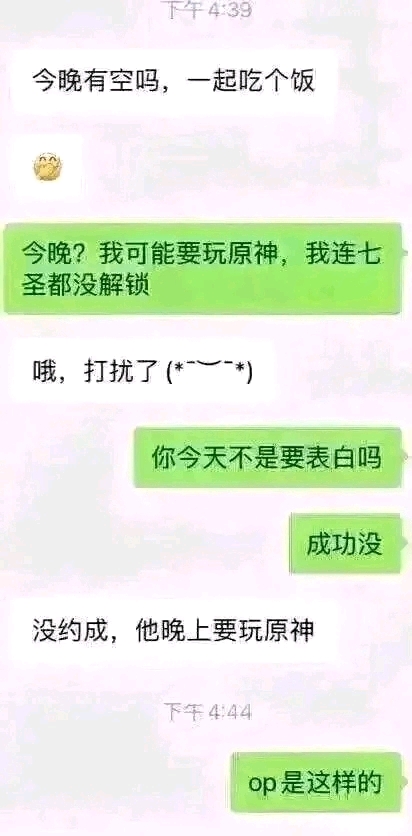 下午 4:39
今晚有空吗，一起吃个饭
今晚？我可能要玩原神，我连七
圣都没解锁
哦，打扰了 (*¯︶¯*)
你今天不是要表白吗
成功没
没约成，他晚上要玩原神
下午 4:44
op是这样的